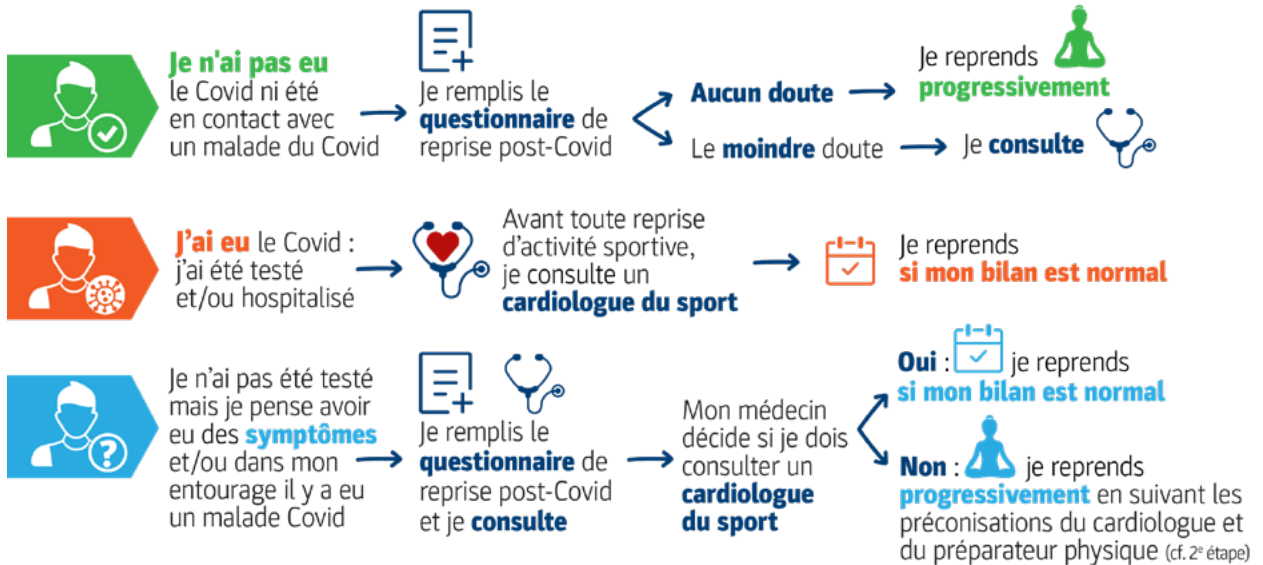 Je n'ai pas eu
le Covid ni été
en contact avec
un malade du Covid
Je remplis le
questionnaire de
reprise post-Covid
Aucun doute
Je reprends
progressivement
Le moindre doute
Je consulte
J'ai eu le Covid :
j'ai été testé
et/ou hospitalisé
Avant toute reprise
d'activité sportive,
je consulte un
cardiologue du sport
Je reprends
si mon bilan est normal
Je n'ai pas été testé
mais je pense avoir
eu des symptômes
et/ou dans mon
entourage il y a eu
un malade Covid
Je remplis le
questionnaire de
reprise post-Covid
et je consulte
Mon médecin
décide si je dois
consulter un
cardiologue
du sport
Oui : je reprends
si mon bilan est normal
Non : je reprends
progressivement en suivant les
préconisations du cardiologue et
du préparateur physique (cf. 2e étape)